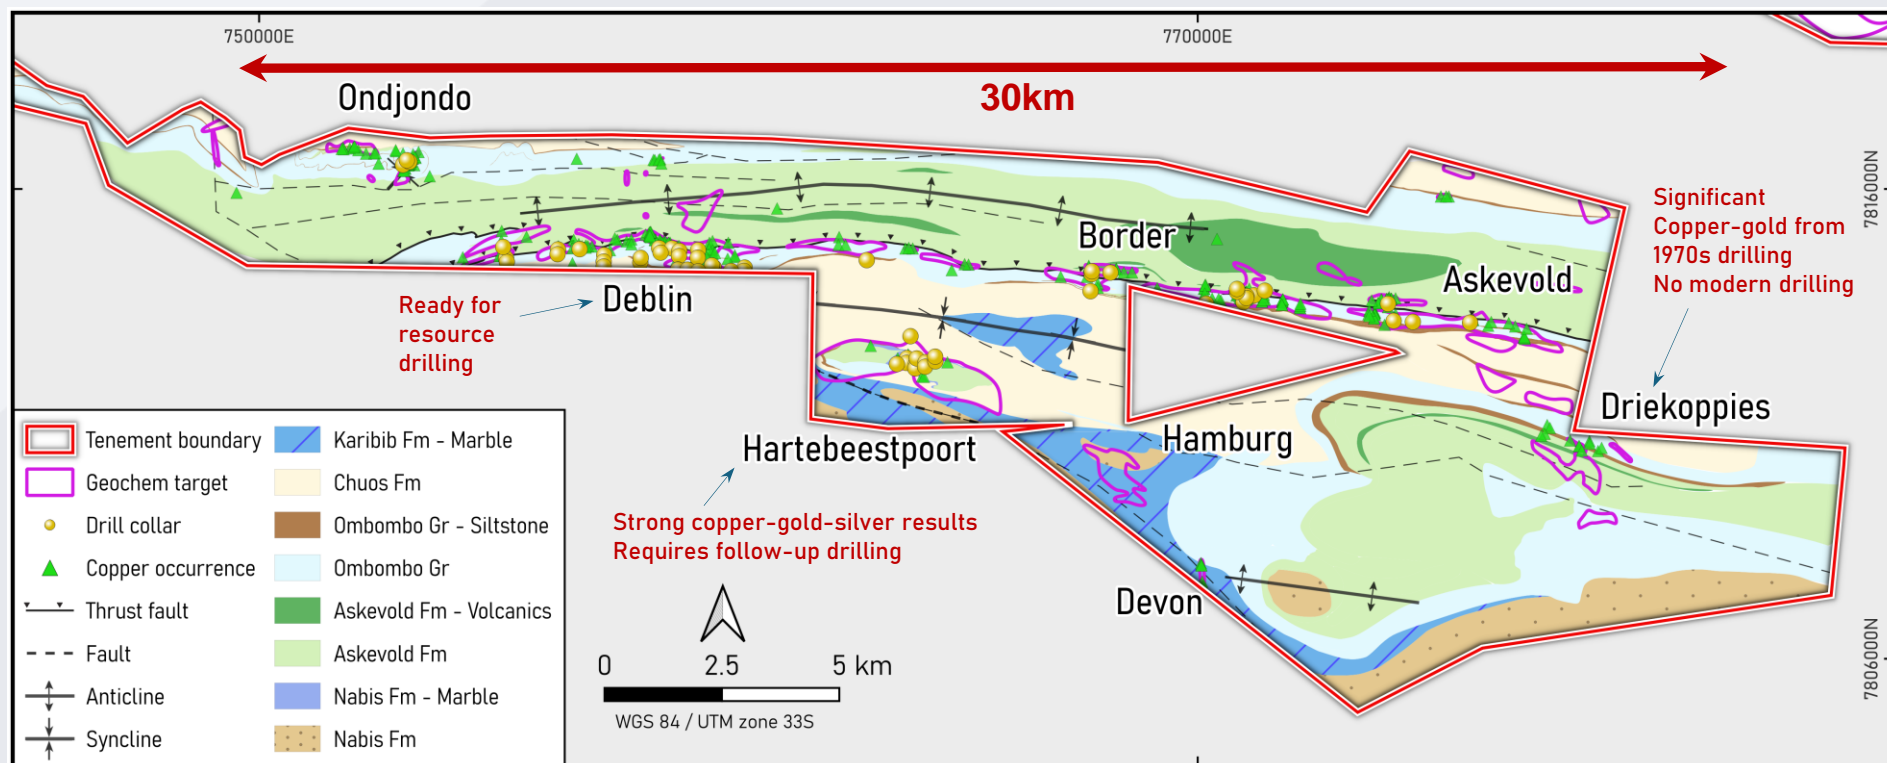 750000E
770000E
30km
Ondjondo
7816000N
Significant
Copper-gold from
1970s drilling
No modern drilling
Border
Askevold
Ready for
resource
drilling
Deblin
Driekoppies
Hartebeestpoort
Hamburg
Strong copper-gold-silver results
Requires follow-up drilling
Devon
7806000N
0 2.5 5 km
WGS 84 / UTM zone 33S
Tenement boundary
Geochem target
Drill collar
Copper occurrence
Thrust fault
Fault
Anticline
Syncline
Karibib Fm - Marble
Chuos Fm
Ombombo Gr - Siltstone
Ombombo Gr
Askevold Fm - Volcanics
Askevold Fm
Nabis Fm - Marble
Nabis Fm